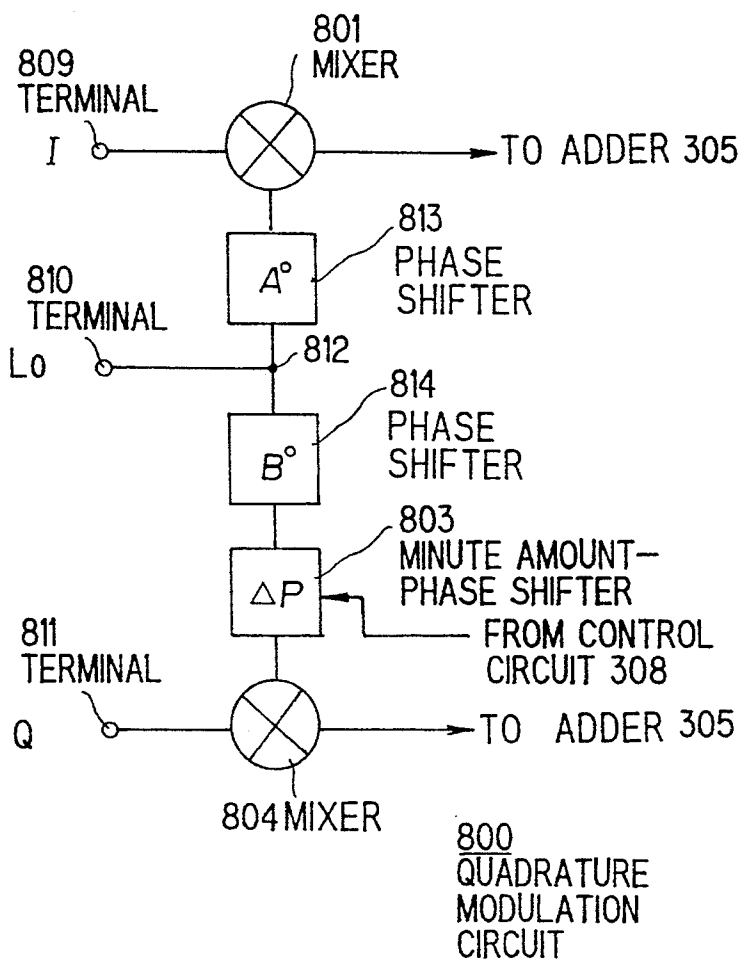 801
MIXER
809
TERMINAL
I
TO ADDER 305
813
PHASE
SHIFTER
A°
810
TERMINAL
LO
812
814
PHASE
SHIFTER
B°
803
MINUTE AMOUNT-
PHASE SHIFTER
ΔP
FROM CONTROL
CIRCUIT 308
811
TERMINAL
Q
TO ADDER 305
804 MIXER
800
QUADRATURE
MODULATION
CIRCUIT